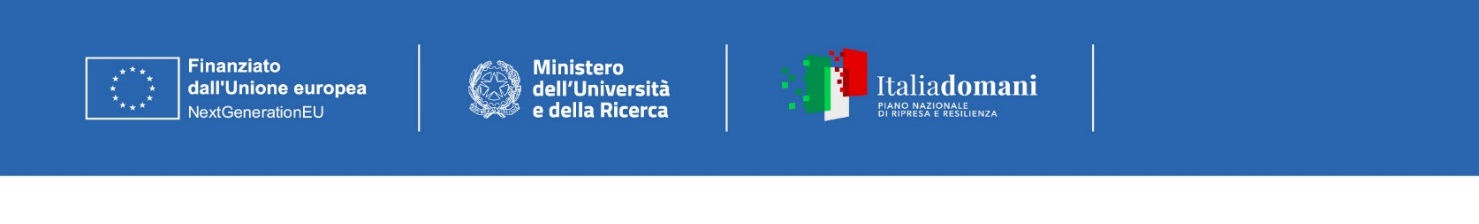 Finanziato
dall'Unione europea
NextGenerationEU
Ministero
dell'Università
e della Ricerca
Italiadomani
PIANO NAZIONALE
DI RIPRESA E RESILIENZA